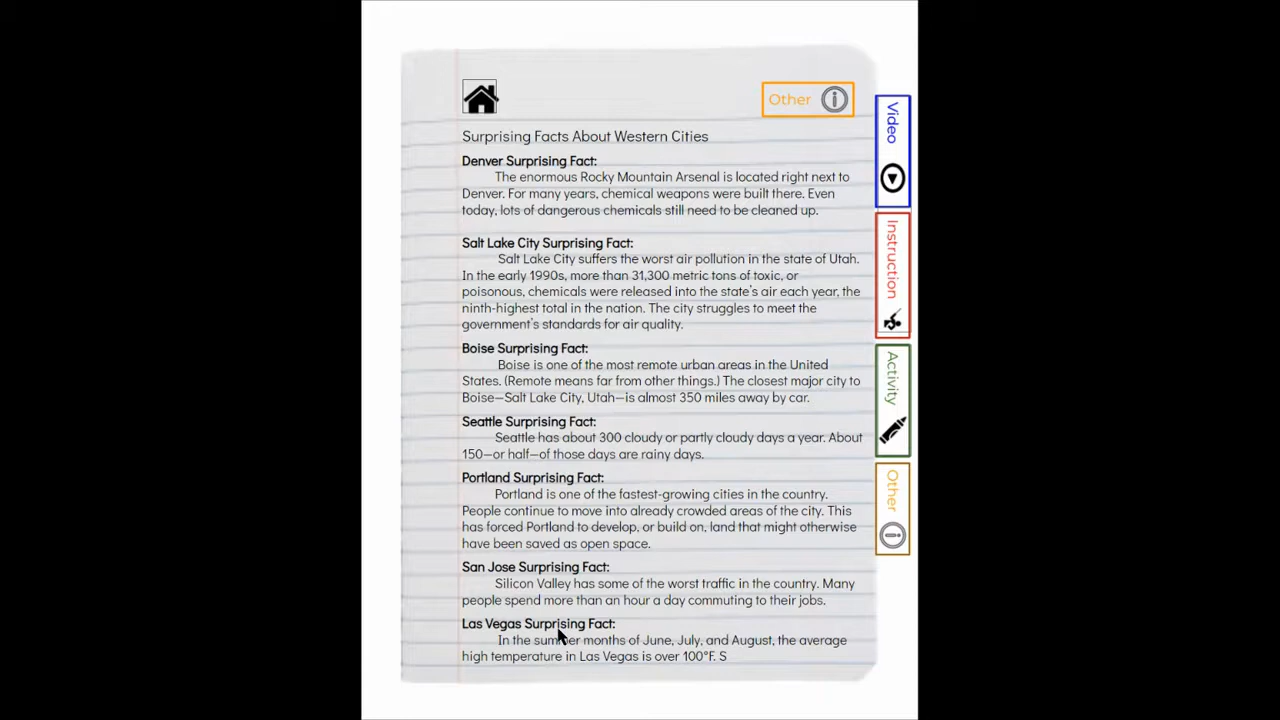 Other
Surprising Facts About Western Cities
Denver Surprising Fact:
The enormous Rocky Mountain Arsenal is located right next to
Denver. For many years, chemical weapons were built there. Even
today, lots of dangerous chemicals still need to be cleaned up.
Salt Lake City Surprising Fact:
Salt Lake City suffers the worst air pollution in the state of Utah.
In the early 1990s, more than 31,300 metric tons of toxic, or
poisonous, chemicals were released into the state's air each year, the
ninth-highest total in the nation. The city struggles to meet the
government's standards for air quality.
Boise Surprising Fact:
Boise is one of the most remote urban areas in the United
States. (Remote means far from other things.) The closest major city to
Boise—Salt Lake City, Utah—is almost 350 miles away by car.
Seattle Surprising Fact:
Seattle has about 300 cloudy or partly cloudy days a year. About
150—or half—of those days are rainy days.
Portland Surprising Fact:
Portland is one of the fastest-growing cities in the country.
People continue to move into already crowded areas of the city. This
has forced Portland to develop, or build on, land that might otherwise
have been saved as open space.
San Jose Surprising Fact:
Silicon Valley has some of the worst traffic in the country. Many
people spend more than an hour a day commuting to their jobs.
Las Vegas Surprising Fact:
In the summer months of June, July, and August, the average
high temperature in Las Vegas is over 100°F. S
Video
Instruction
Activity
Other